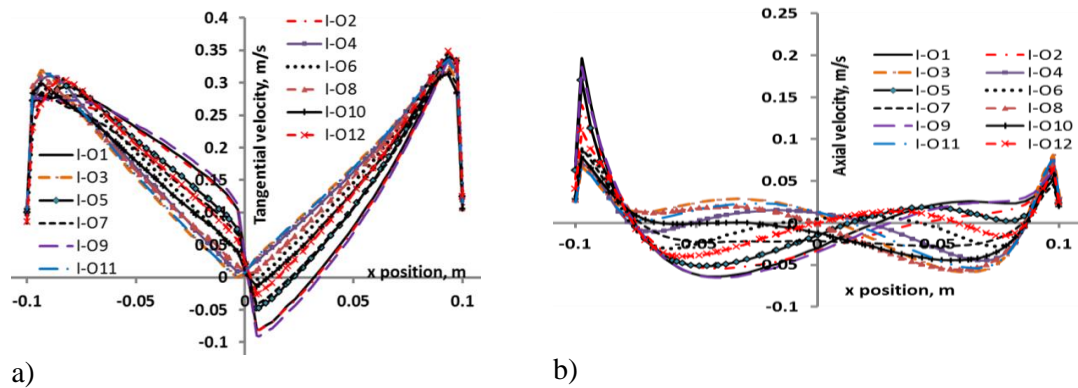 a)
Tangential velocity, m/s
0.4
0.35
0.3
0.25
0.2
0.15
0.1
0.05
0
-0.05
-0.1
-0.1
-0.05
0
0.05
0.1
x position, m
I-O1
I-O3
I-O5
I-O7
I-O9
I-O11
I-O2
I-O4
I-O6
I-O8
I-O10
I-O12
b)
Axial velocity, m/s
0.25
0.20
0.15
0.1
0.05
0
-0.05
-0.1
-0.1
-0.05
0
0.05
0.1
x position, m
I-O1
I-O2
I-O3
I-O4
I-O5
I-O6
I-O7
I-O8
I-O9
I-O10
I-O11
I-O12